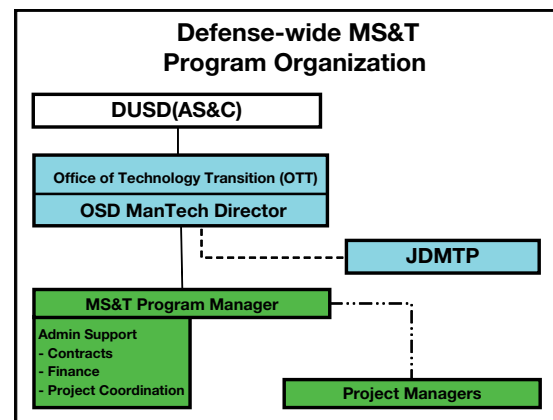 Defense-wide MS&T
Program Organization
DUSD(AS&C)
Office of Technology Transition (OTT)
OSD ManTech Director
JDMTP
MS&T Program Manager
Admin Support
- Contracts
- Finance
- Project Coordination
Project Managers